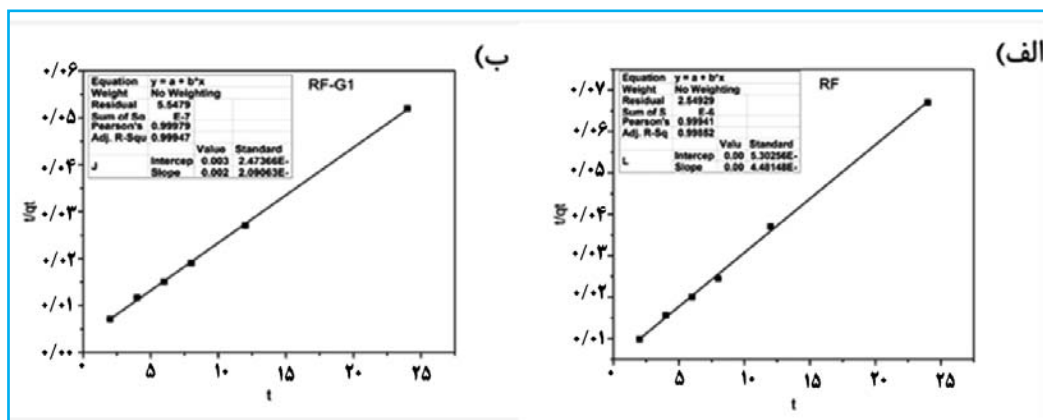 الف)
RF
Equation y = a + b*x
Weight No Weighting
Residual 2.54929
Sum of S E-6
Pearson's 0.99941
Adj. R-Sq 0.99852
Valu Standard
L
Intercep 0.00 5.30256E-
Slope 0.00 4.48148E-
t/qt
۰/۰۷
۰/۰۶
۰/۰۵
۰/۰۴
۰/۰۳
۰/۰۲
۰/۰۱
۰ ۵ ۱۰ ۱۵ ۲۰ ۲۵
t
ب)
RF-G1
Equation y = a + b*x
Weight No Weighting
Residual 5.5479
Sum of Sq E-7
Pearson's 0.99979
Adj. R-Squ 0.99947
Value Standard
J
Intercep 0.003 2.47366E-
Slope 0.002 2.09063E-
t/qt
۰/۰۶
۰/۰۵
۰/۰۴
۰/۰۳
۰/۰۲
۰/۰۱
۰/۰۰
۰ ۵ ۱۰ ۱۵ ۲۰ ۲۵
t